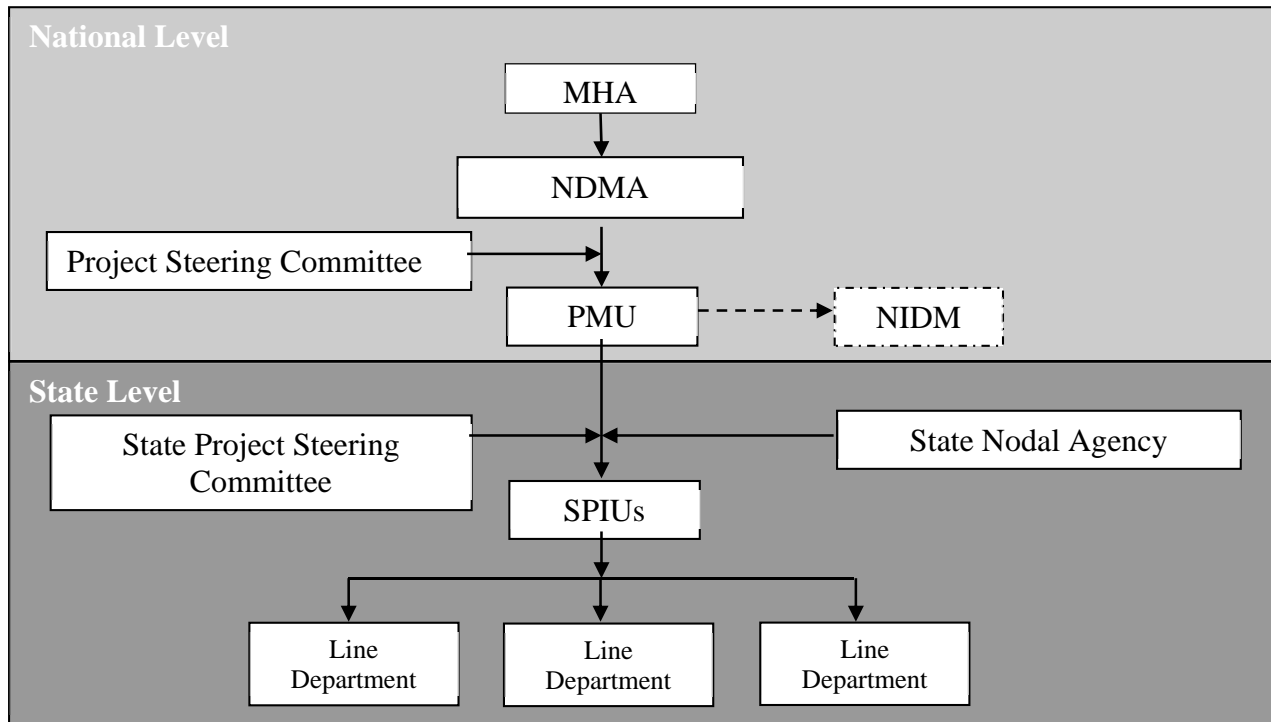 National Level
MHA
NDMA
Project Steering Committee
PMU
NIDM
State Level
State Project Steering
Committee
State Nodal Agency
SPIUs
Line
Department
Line
Department
Line
Department